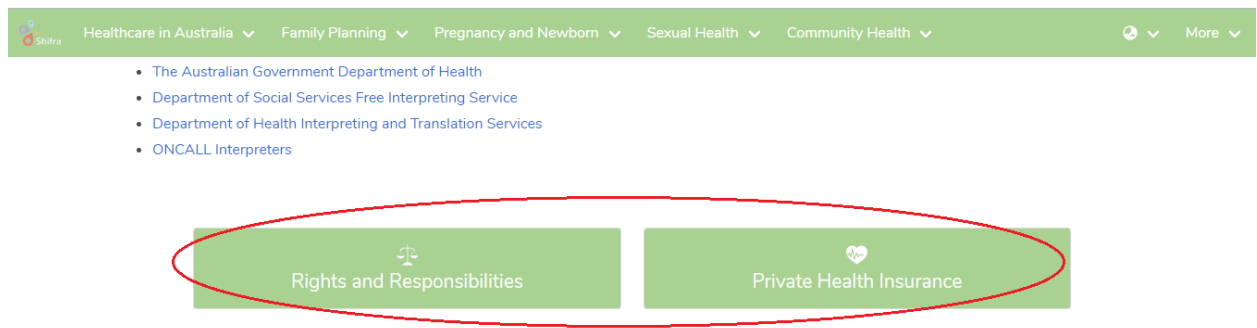 Shifra Healthcare in Australia Family Planning Pregnancy and Newborn Sexual Health Community Health More
The Australian Government Department of Health
Department of Social Services Free Interpreting Service
Department of Health Interpreting and Translation Services
ONCALL Interpreters
Rights and Responsibilities
Private Health Insurance